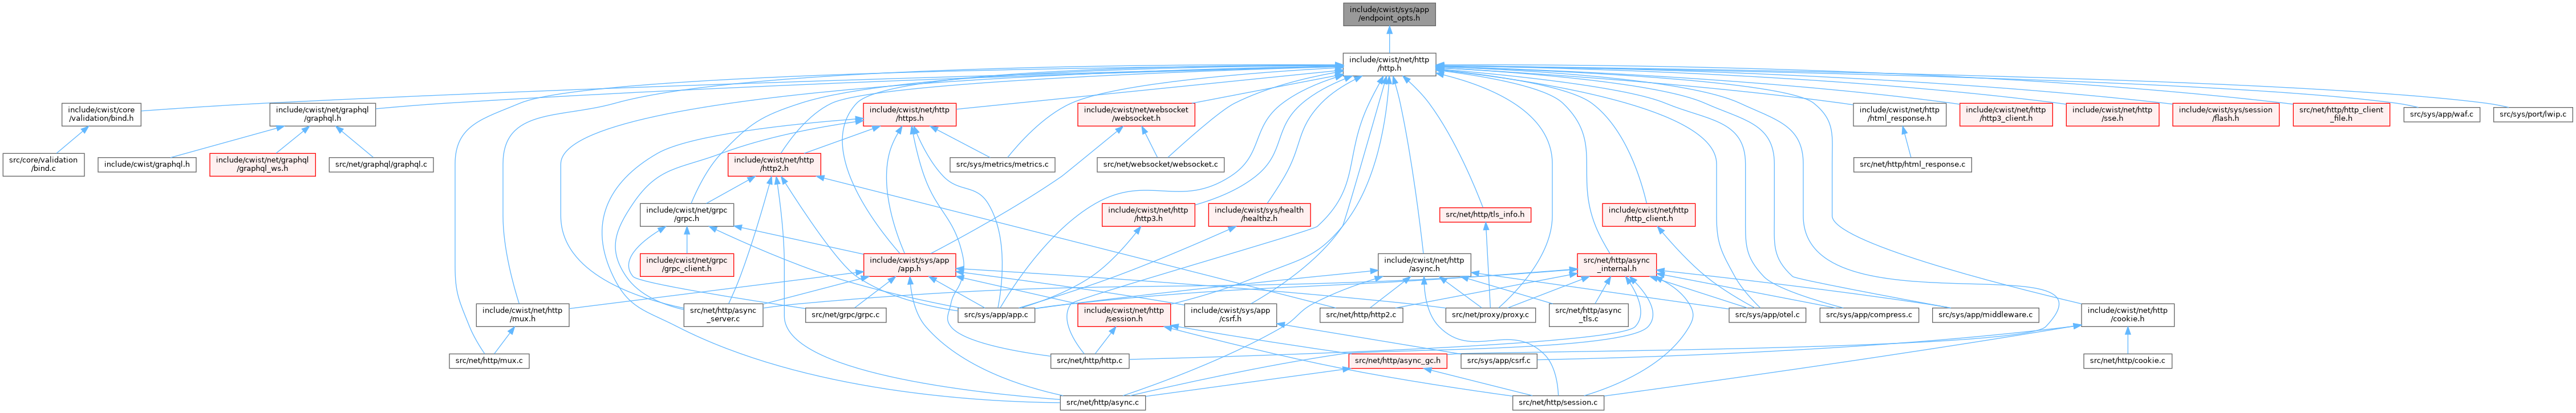 include/cwist/sys/app
/endpoint_opts.h
include/cwist/net/http
/http.h
include/cwist/core
/validation/bind.h
include/cwist/net/graphql
/graphql.h
include/cwist/net/http
/https.h
include/cwist/net/websocket
/websocket.h
include/cwist/net/http
/html_response.h
include/cwist/net/http
/http3_client.h
include/cwist/net/http
/sse.h
include/cwist/sys/session
/flash.h
src/net/http/http_client
_file.h
src/sys/app/waf.c
src/sys/port/lwip.c
src/core/validation
/bind.c
include/cwist/graphql.h
include/cwist/net/graphql
/graphql_ws.h
src/net/graphql/graphql.c
include/cwist/net/http
/http2.h
src/sys/metrics/metrics.c
src/net/websocket/websocket.c
src/net/http/html_response.c
include/cwist/net/grpc
/grpc.h
include/cwist/net/http
/http3.h
include/cwist/sys/health
/healthz.h
src/net/http/tls_info.h
include/cwist/net/http
/http_client.h
include/cwist/net/grpc
/grpc_client.h
include/cwist/sys/app
/app.h
include/cwist/net/http
/async.h
src/net/http/async
_internal.h
include/cwist/net/http
/mux.h
src/net/http/async
_server.c
src/net/grpc/grpc.c
src/sys/app/app.c
include/cwist/net/http
/session.h
include/cwist/sys/app
/csrf.h
src/net/http/http2.c
src/net/proxy/proxy.c
src/net/http/async
_tls.c
src/sys/app/otel.c
src/sys/app/compress.c
src/sys/app/middleware.c
include/cwist/net/http
/cookie.h
src/net/http/mux.c
src/net/http/http.c
src/net/http/async_gc.h
src/sys/app/csrf.c
src/net/http/cookie.c
src/net/http/async.c
src/net/http/session.c